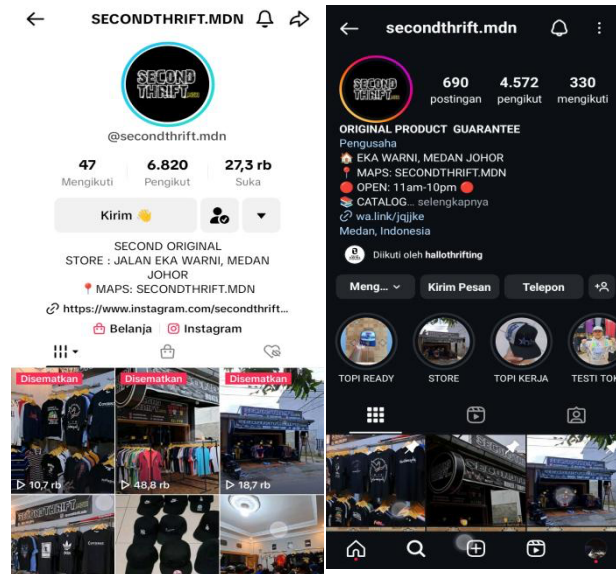 SECONDTHRIFT.MDN
SECOND
THRIFT
@secondthrift.mdn
47 6.820 27,3 rb
Mengikuti Pengikut Suka
Kirim 👋
SECOND ORIGINAL
STORE : JALAN EKA WARNI, MEDAN
JOHOR
📍 MAPS: SECONDTHRIFT.MDN
https://www.instagram.com/secondthrift...
Belanja Instagram
Disematkan Disematkan Disematkan
10,7 rb 48,8 rb 18,7 rb
secondthrift.mdn
SECOND
THRIFT
690 4.572 330
postingan pengikut mengikuti
ORIGINAL PRODUCT GUARANTEE
Pengusaha
🏠 EKA WARNI, MEDAN JOHOR
📍 MAPS: SECONDTHRIFT.MDN
🔴 OPEN: 11am-10pm 🔴
📚 CATALOG... selengkapnya
wa.link/jqjjke
Medan, Indonesia
Diikuti oleh hallothrifting
Meng... Kirim Pesan Telepon
TOPI READY STORE TOPI KERJA TESTI TOK